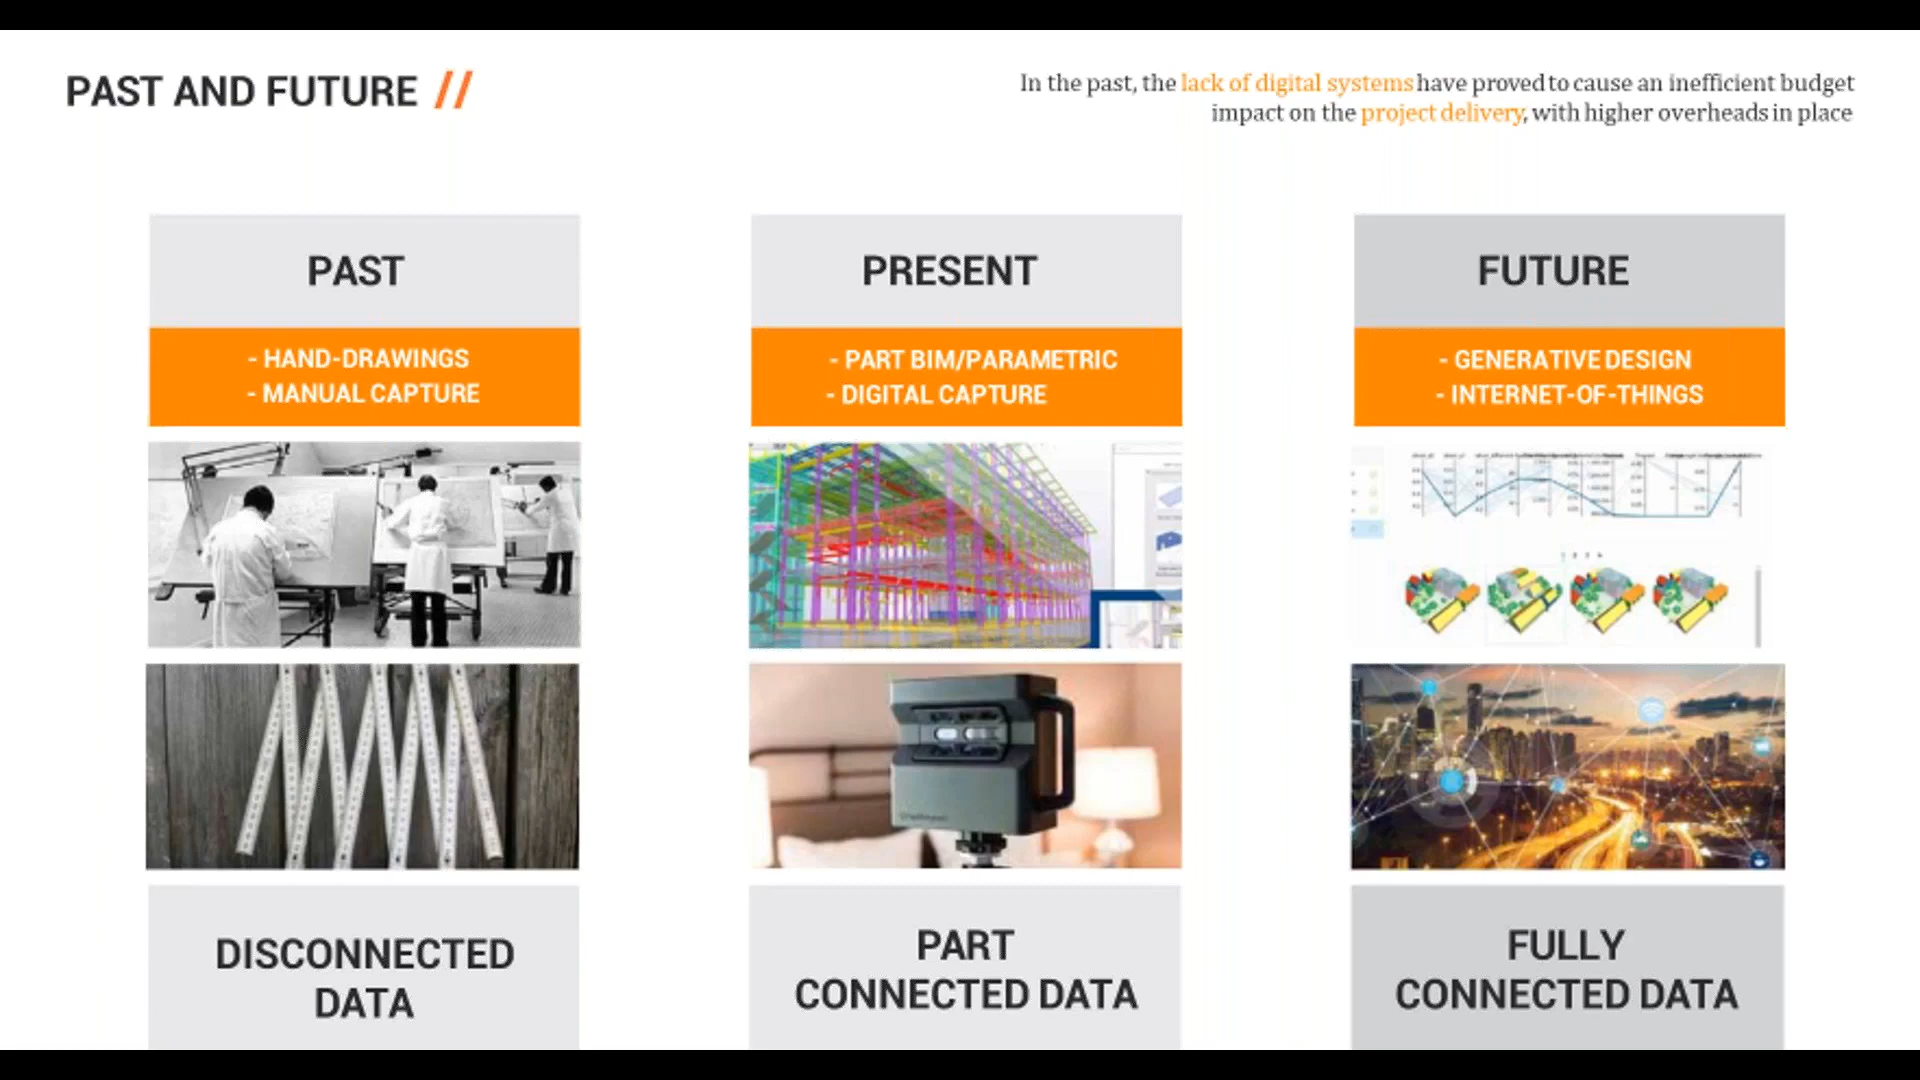 PAST AND FUTURE //
In the past, the lack of digital systems have proved to cause an inefficient budget
impact on the project delivery, with higher overheads in place
PAST
- HAND-DRAWINGS
- MANUAL CAPTURE
DISCONNECTED
DATA
PRESENT
- PART BIM/PARAMETRIC
- DIGITAL CAPTURE
PART
CONNECTED DATA
FUTURE
- GENERATIVE DESIGN
- INTERNET-OF-THINGS
FULLY
CONNECTED DATA